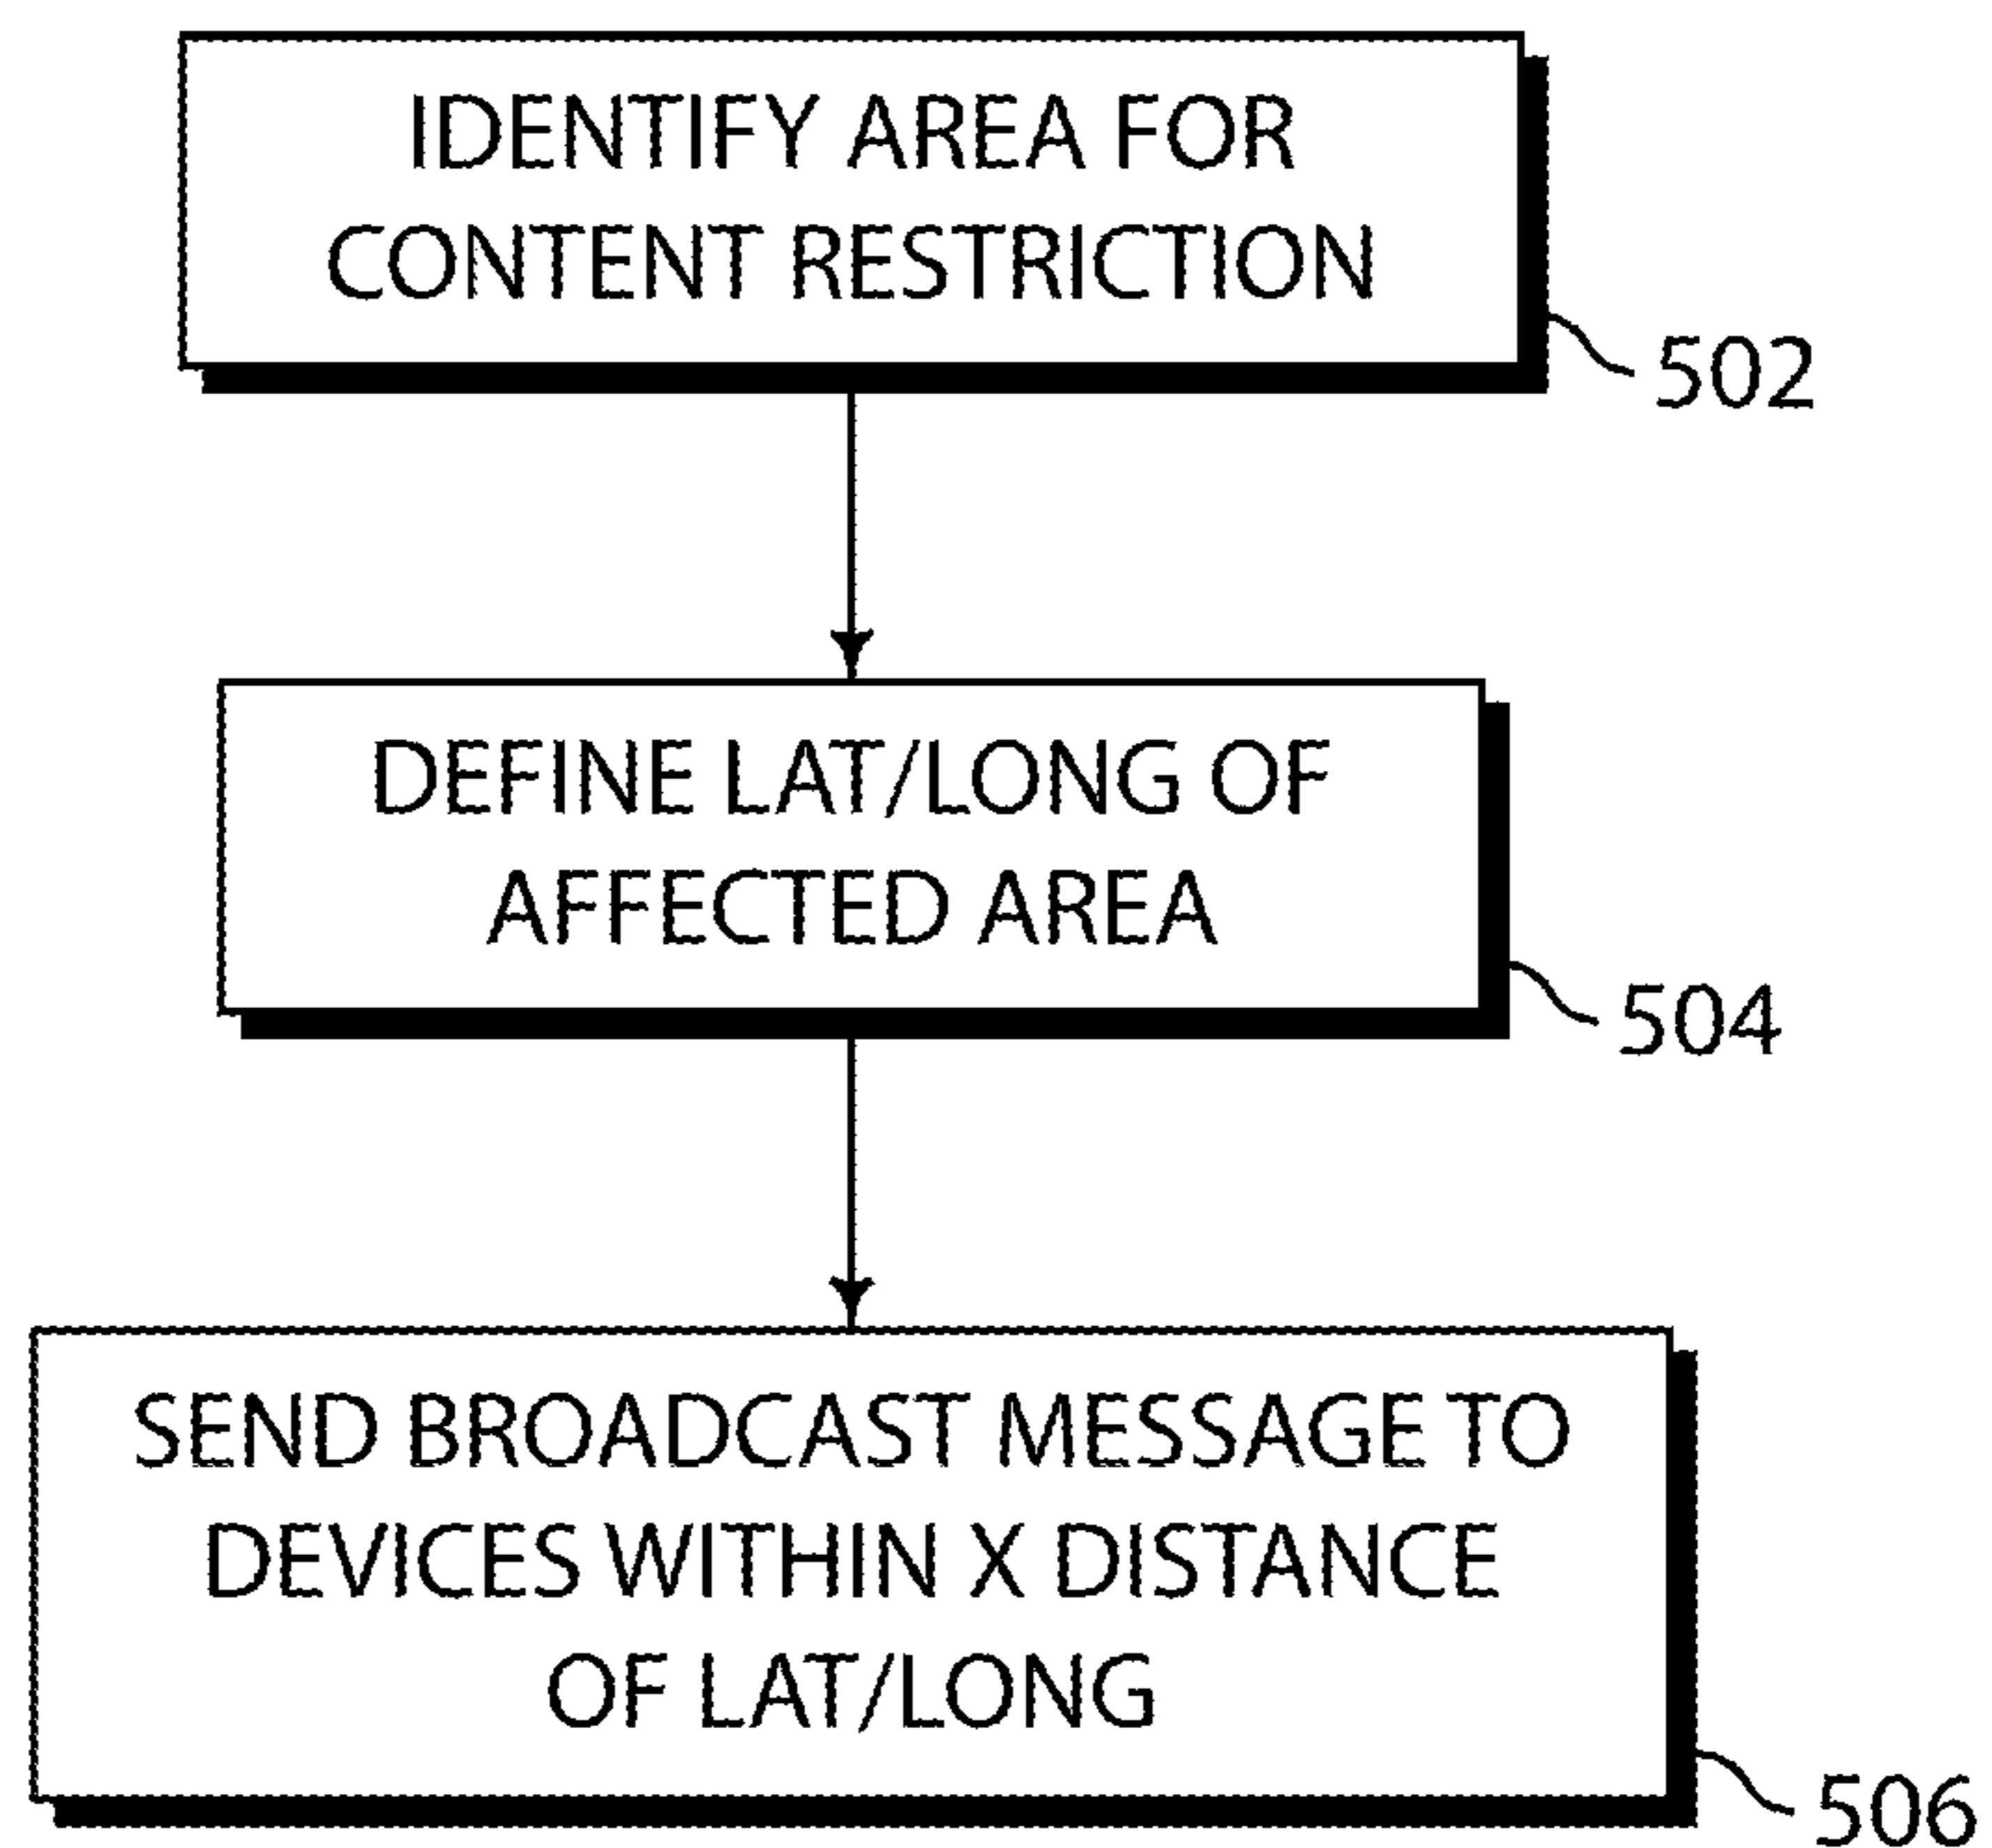 IDENTIFY AREA FOR
CONTENT RESTRICTION
502
DEFINE LAT/LONG OF
AFFECTED AREA
504
SEND BROADCAST MESSAGE TO
DEVICES WITHIN X DISTANCE
OF LAT/LONG
506